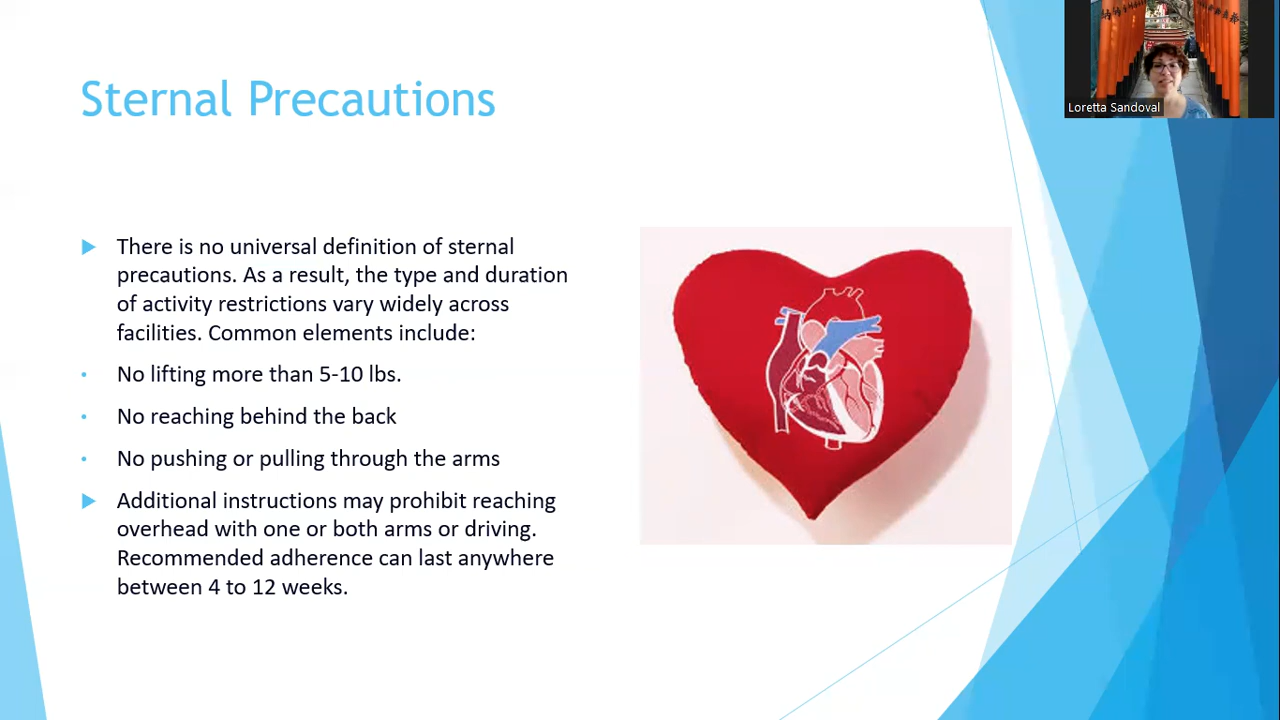 Sternal Precautions
Loretta Sandoval
There is no universal definition of sternal
precautions. As a result, the type and duration
of activity restrictions vary widely across
facilities. Common elements include:
No lifting more than 5-10 lbs.
No reaching behind the back
No pushing or pulling through the arms
Additional instructions may prohibit reaching
overhead with one or both arms or driving.
Recommended adherence can last anywhere
between 4 to 12 weeks.